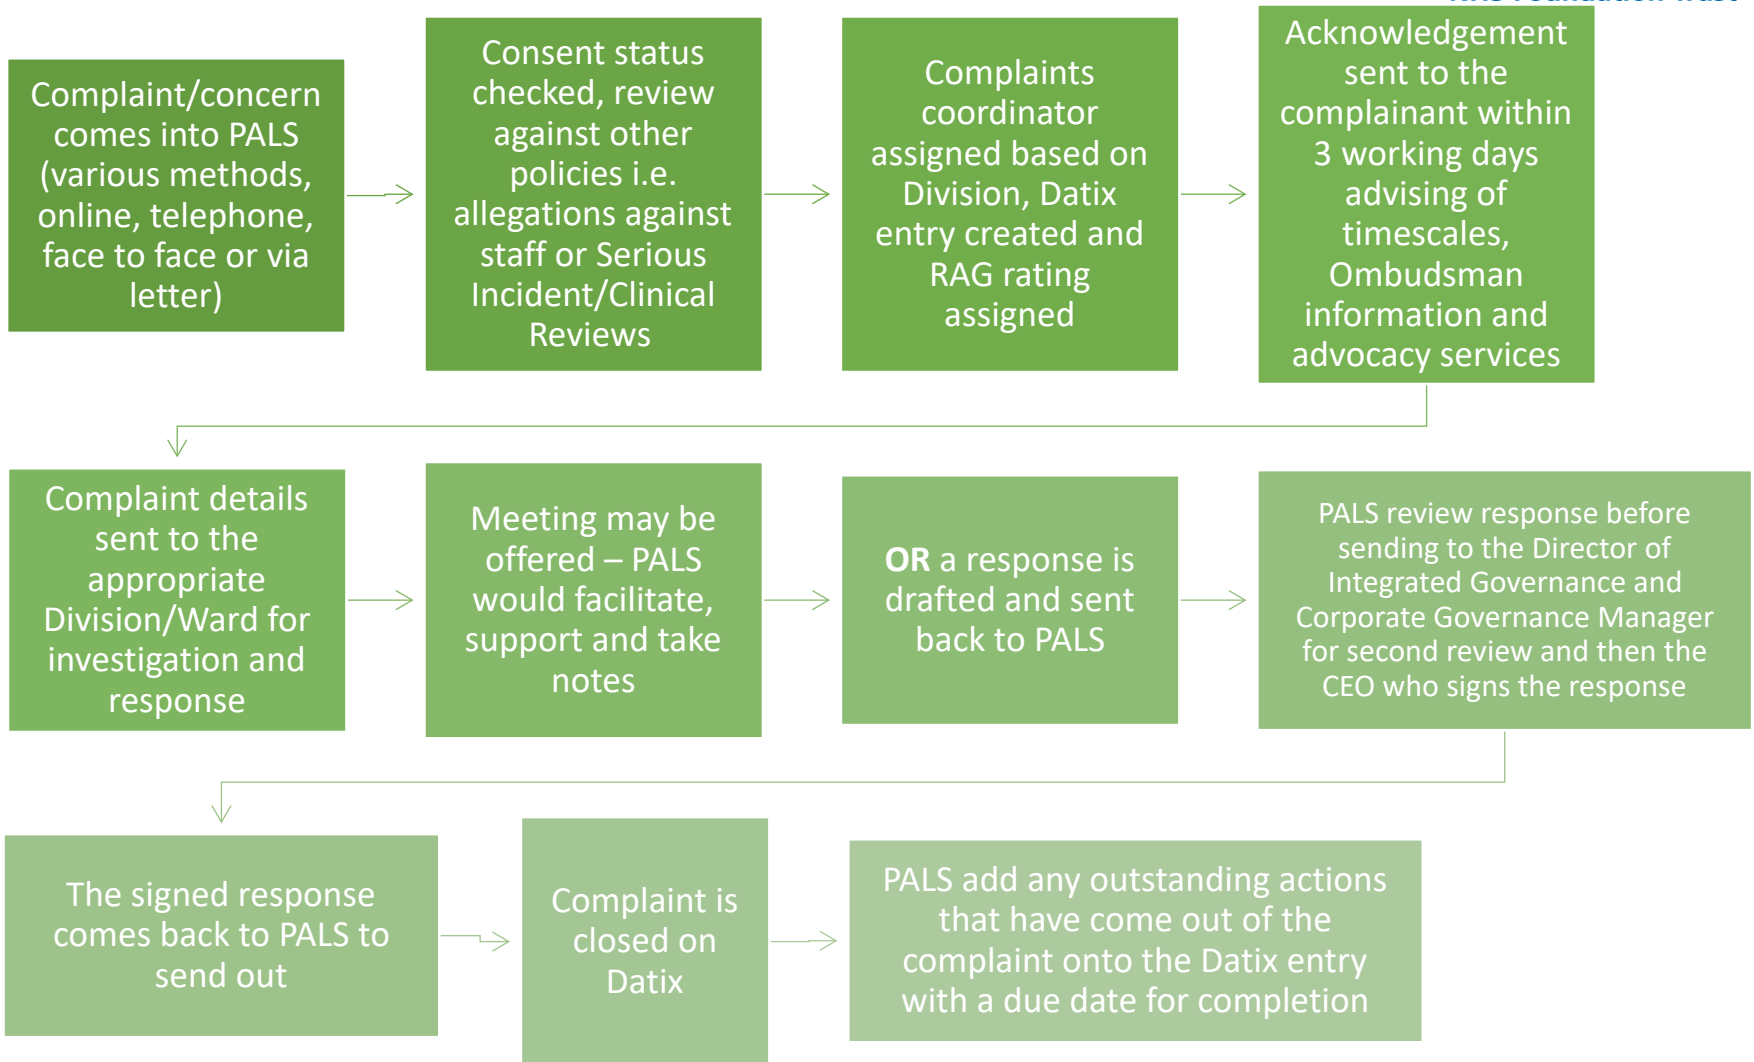 NHS Foundation Trust
Complaint/concern
comes into PALS
(various methods,
online, telephone,
face to face or via
letter)
Consent status
checked, review
against other
policies i.e.
allegations against
staff or Serious
Incident/Clinical
Reviews
Complaints
coordinator
assigned based on
Division, Datix
entry created and
RAG rating
assigned
Acknowledgement
sent to the
complainant within
3 working days
advising of
timescales,
Ombudsman
information and
advocacy services
Complaint details
sent to the
appropriate
Division/Ward for
investigation and
response
Meeting may be
offered – PALS
would facilitate,
support and take
notes
OR a response is
drafted and sent
back to PALS
PALS review response before
sending to the Director of
Integrated Governance and
Corporate Governance Manager
for second review and then the
CEO who signs the response
The signed response
comes back to PALS to
send out
Complaint is
closed on
Datix
PALS add any outstanding actions
that have come out of the
complaint onto the Datix entry
with a due date for completion